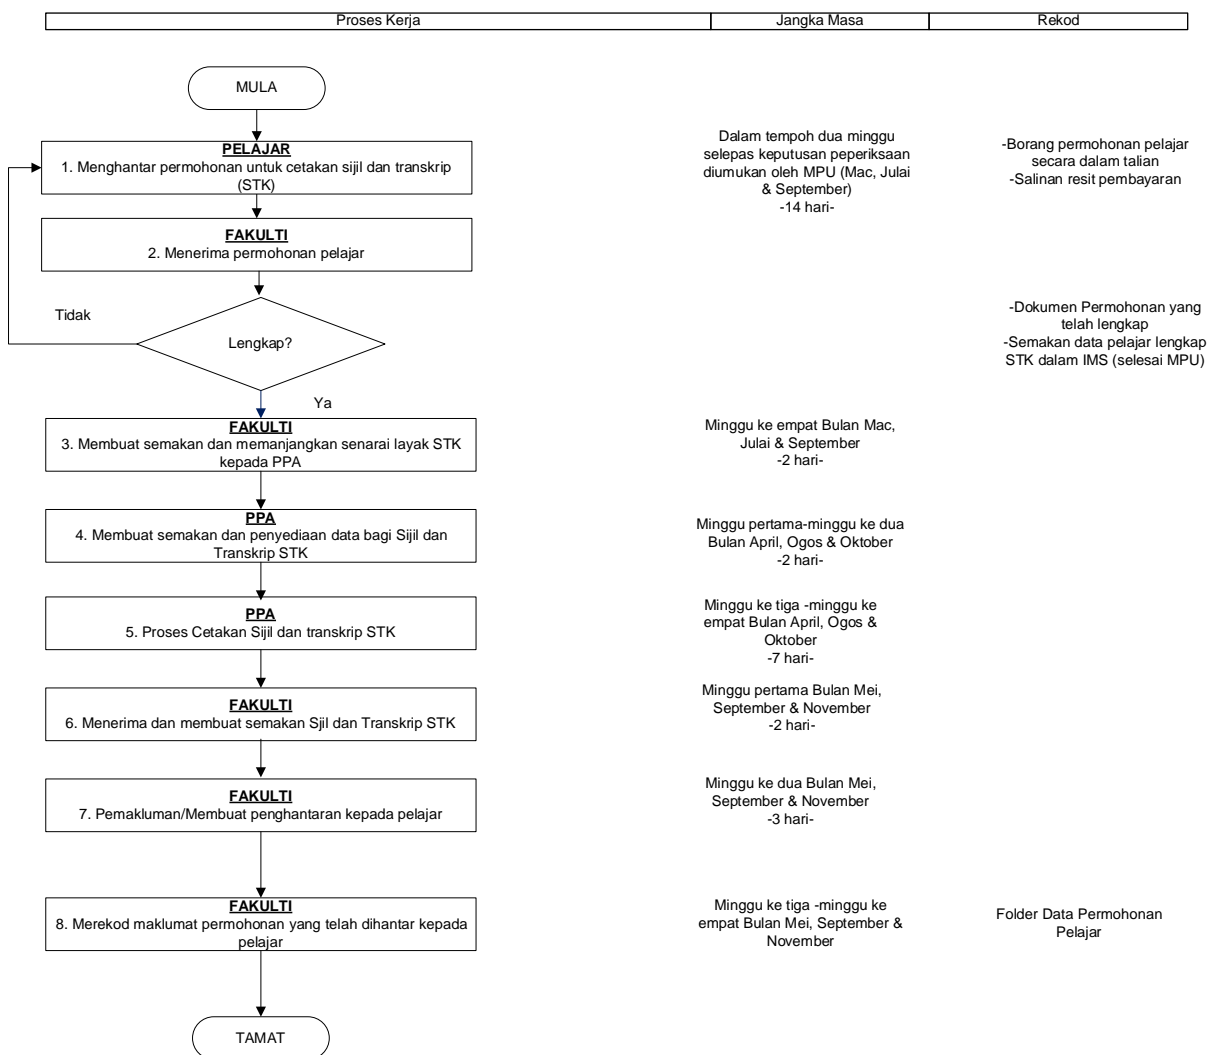 Proses Kerja
Jangka Masa
Rekod
MULA
PELAJAR
1. Menghantar permohonan untuk cetakan sijil dan transkrip
(STK)
Dalam tempoh dua minggu
selepas keputusan peperiksaan
diumukan oleh MPU (Mac, Julai
& September)
-14 hari-
-Borang permohonan pelajar
secara dalam talian
-Salinan resit pembayaran
FAKULTI
2. Menerima permohonan pelajar
Tidak
Lengkap?
Ya
-Dokumen Permohonan yang
telah lengkap
-Semakan data pelajar lengkap
STK dalam IMS (selesai MPU)
FAKULTI
3. Membuat semakan dan memanjangkan senarai layak STK
kepada PPA
Minggu ke empat Bulan Mac,
Julai & September
-2 hari-
PPA
4. Membuat semakan dan penyediaan data bagi Sijil dan
Transkrip STK
Minggu pertama-minggu ke dua
Bulan April, Ogos & Oktober
-2 hari-
PPA
5. Proses Cetakan Sijil dan transkrip STK
Minggu ke tiga -minggu ke
empat Bulan April, Ogos &
Oktober
-7 hari-
FAKULTI
6. Menerima dan membuat semakan Sjil dan Transkrip STK
Minggu pertama Bulan Mei,
September & November
-2 hari-
FAKULTI
7. Pemakluman/Membuat penghantaran kepada pelajar
Minggu ke dua Bulan Mei,
September & November
-3 hari-
FAKULTI
8. Merekod maklumat permohonan yang telah dihantar kepada
pelajar
Minggu ke tiga -minggu ke
empat Bulan Mei, September &
November
Folder Data Permohonan
Pelajar
TAMAT